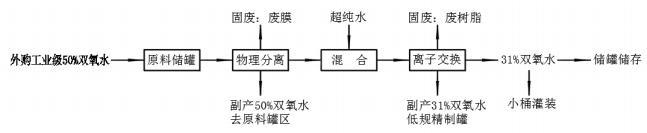 固废：废膜
超纯水
固废：废树脂
外购工业级50%双氧水
原料储罐
物理分离
混 合
离子交换
31%双氧水
储罐储存
副产50%双氧水
去原料罐区
副产31%双氧水
低规精制罐
小桶灌装